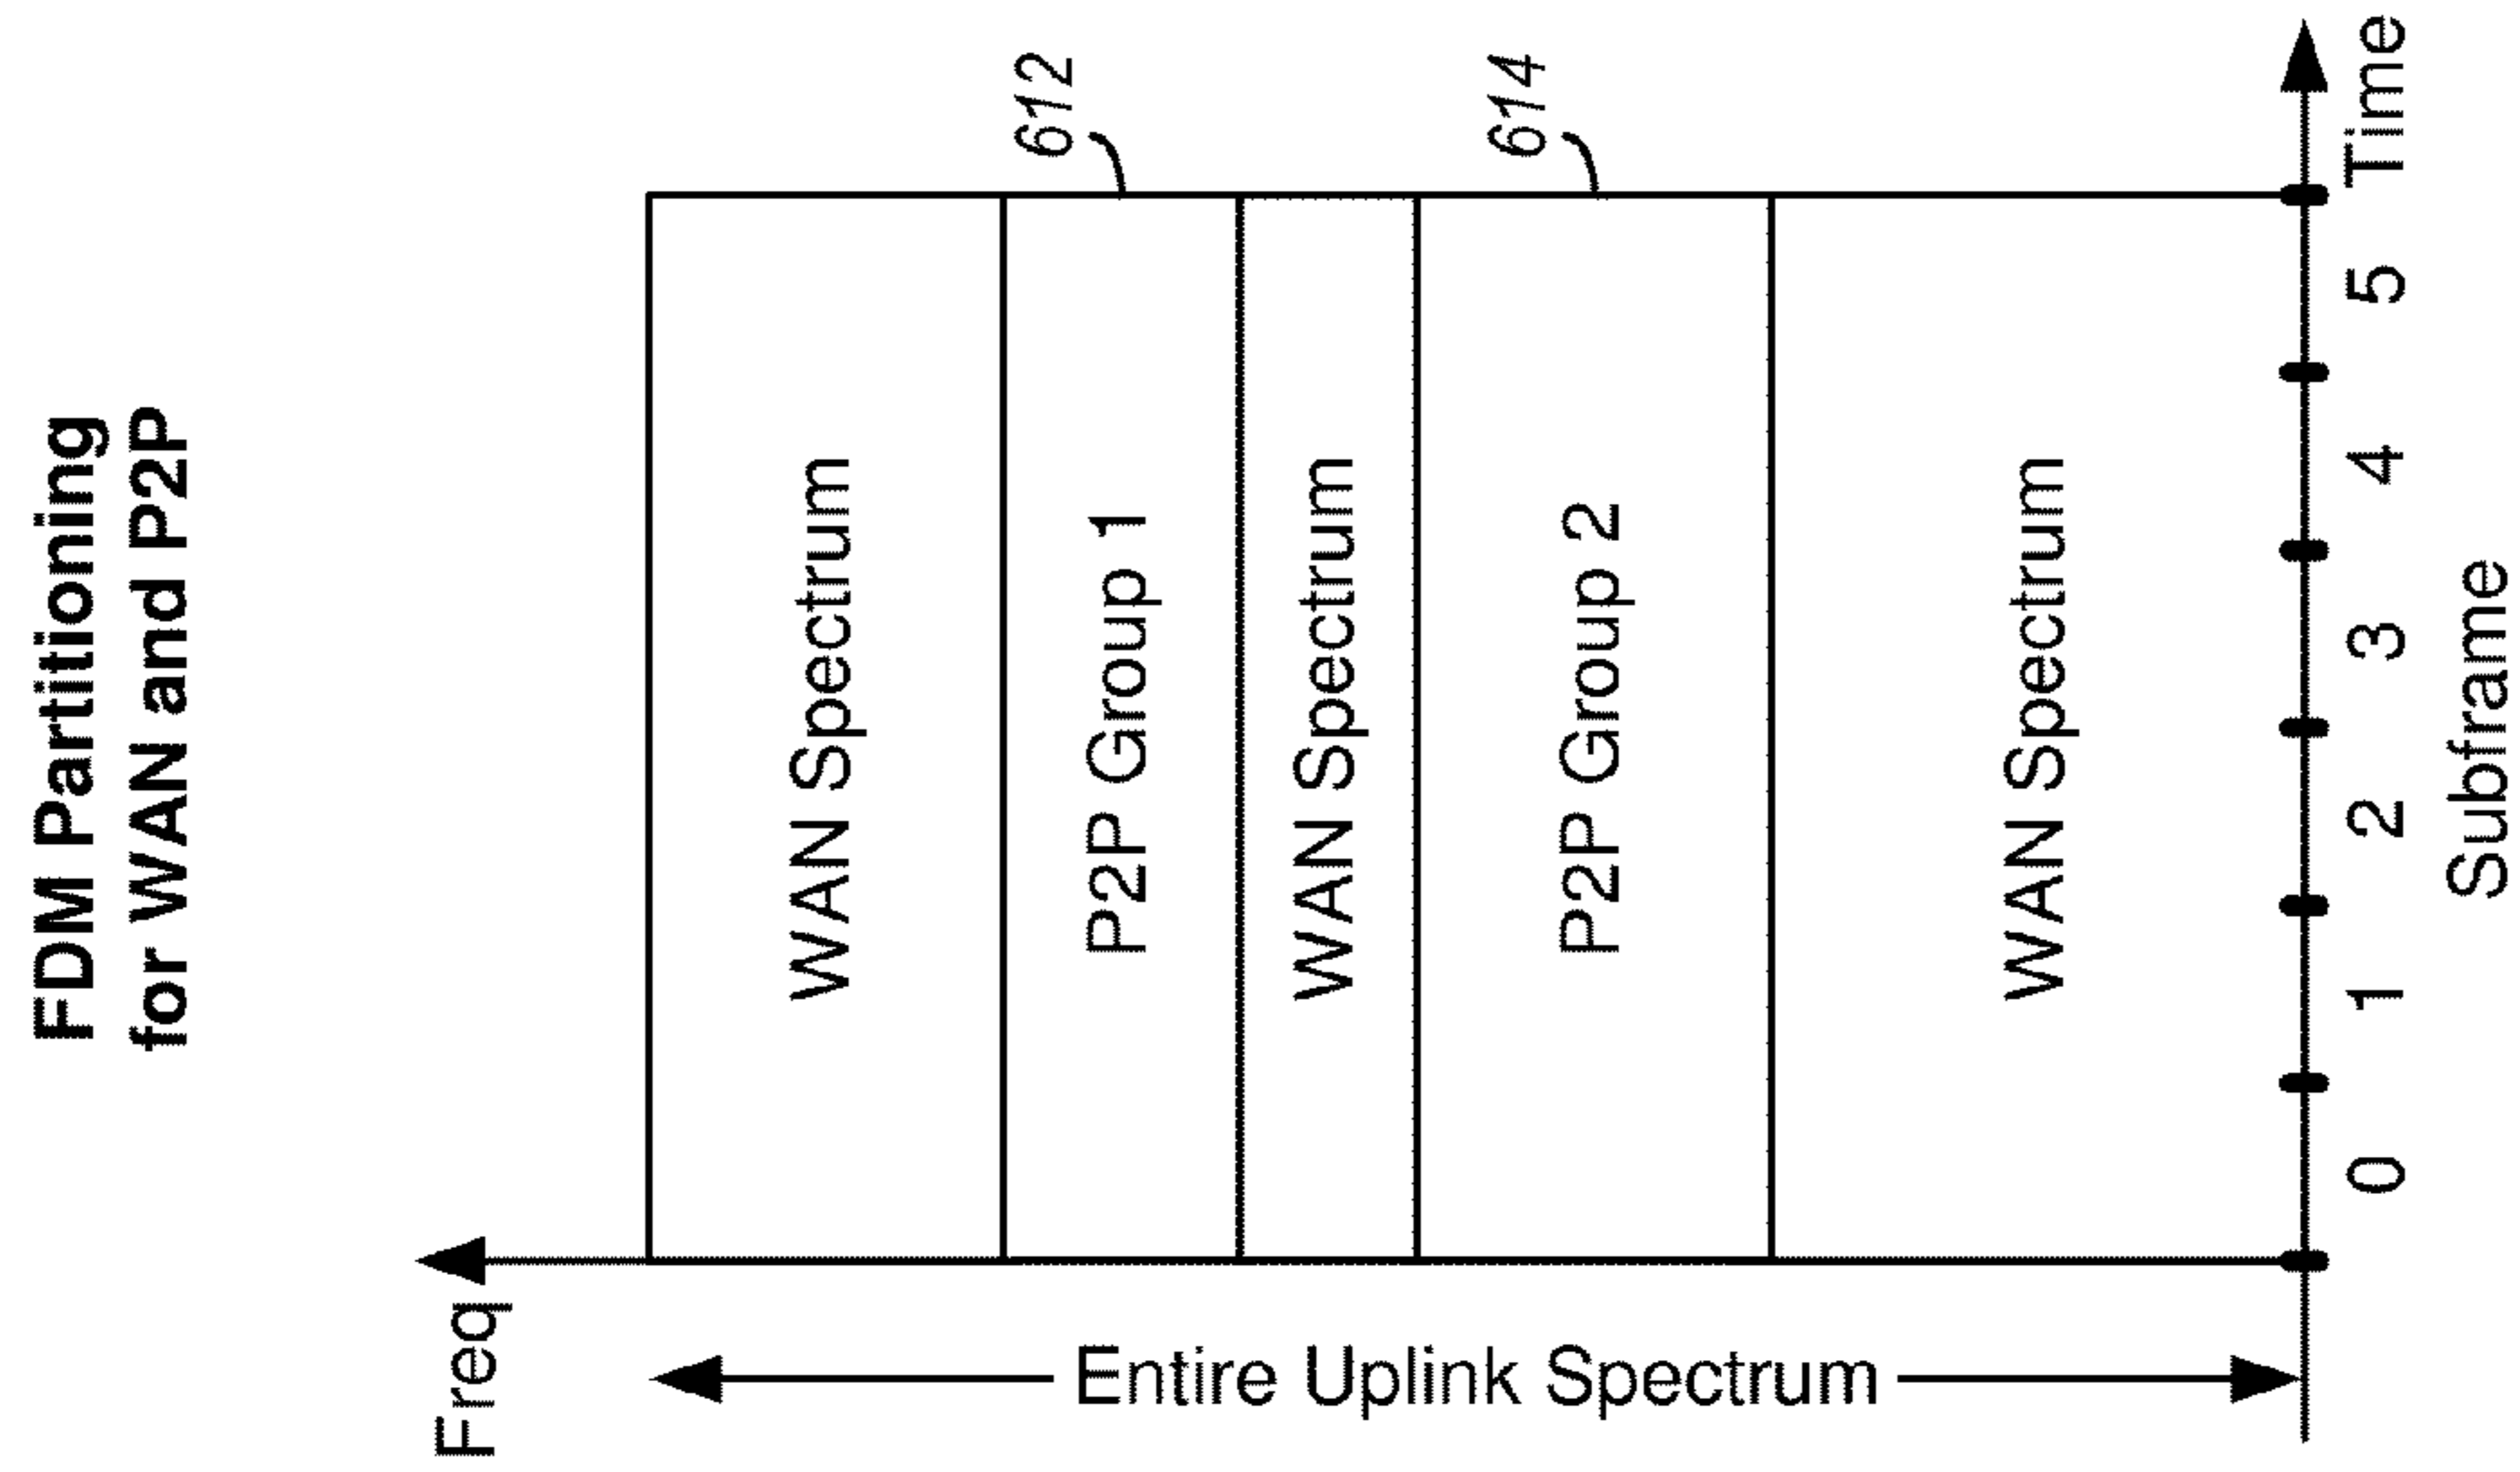 FDM Partitioning
for WAN and P2P
Freq
Entire Uplink Spectrum
WAN Spectrum
P2P Group 1
612
WAN Spectrum
P2P Group 2
614
WAN Spectrum
0 1 2 3 4 5 Time
Subframe